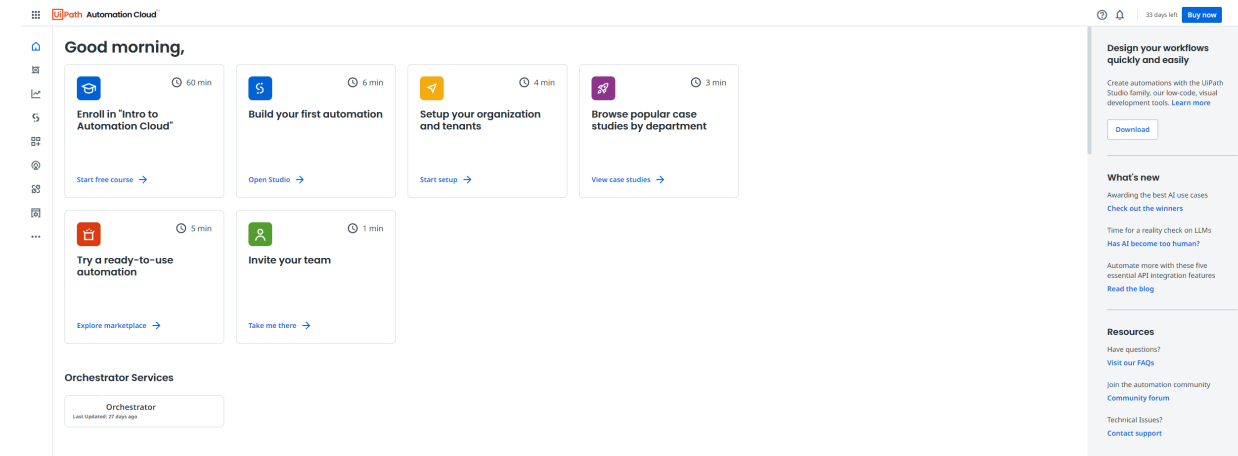 UiPath Automation Cloud™
33 days left
Buy now
Good morning,
60 min
Enroll in "Intro to
Automation Cloud"
Start free course →
6 min
Build your first automation
Open Studio →
4 min
Setup your organization
and tenants
Start setup →
3 min
Browse popular case
studies by department
View case studies →
5 min
Try a ready-to-use
automation
Explore marketplace →
1 min
Invite your team
Take me there →
Orchestrator Services
Orchestrator
Last Updated: 27 days ago
Design your workflows
quickly and easily
Create automations with the UiPath
Studio family, our low-code, visual
development tools. Learn more
Download
What's new
Awarding the best AI use cases
Check out the winners
Time for a reality check on LLMs
Has AI become too human?
Automate more with these five
essential API integration features
Read the blog
Resources
Have questions?
Visit our FAQs
Join the automation community
Community forum
Technical Issues?
Contact support